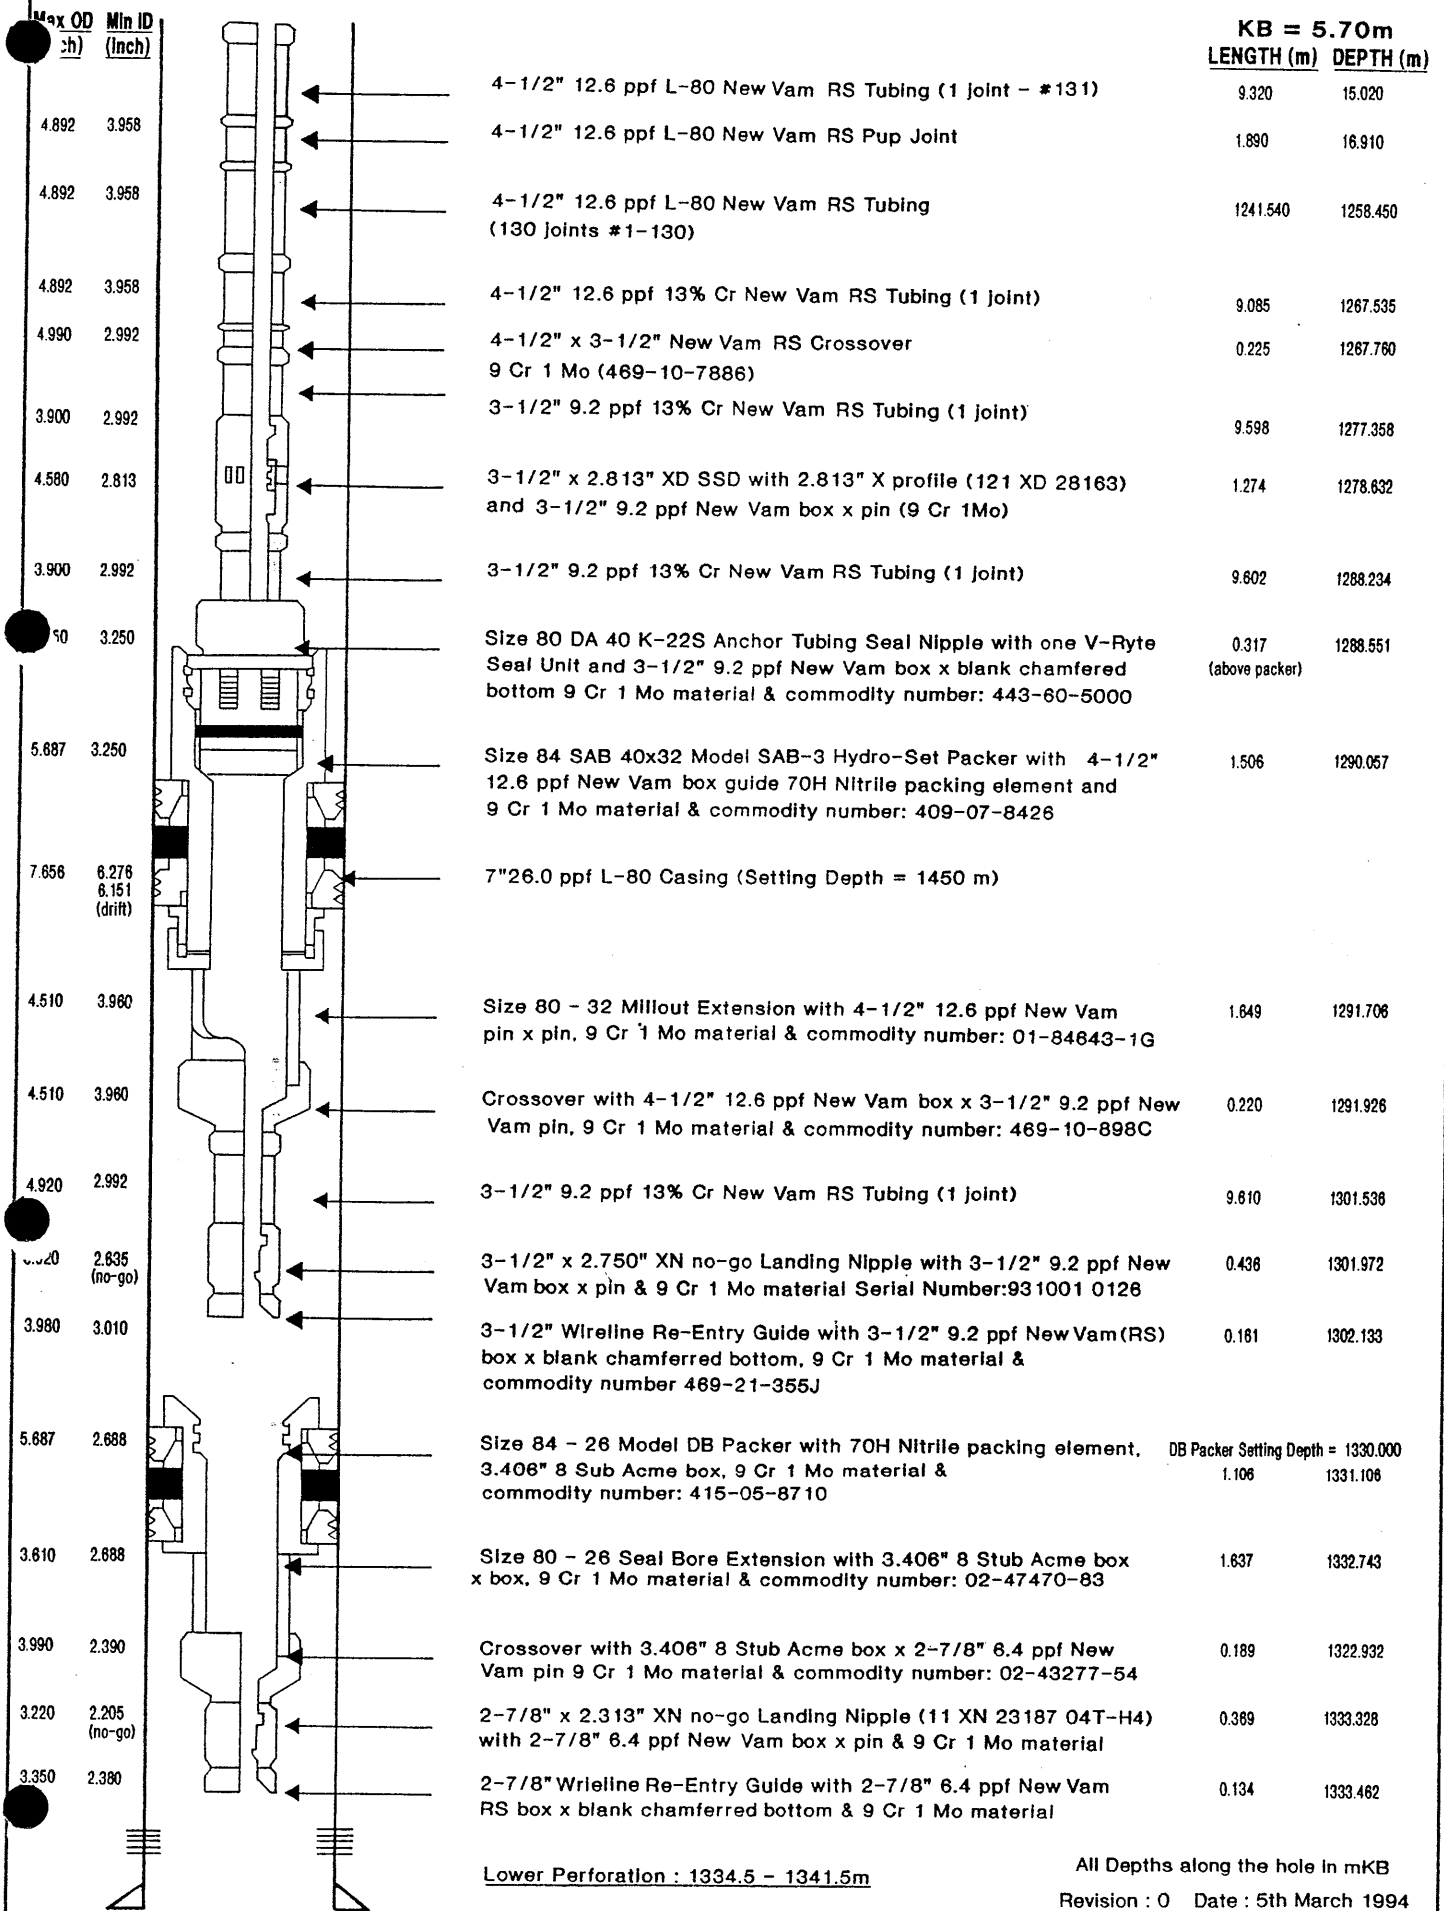 Max OD Min ID KB = 5.70m
(inch) LENGTH (m) DEPTH (m)
4-1/2" 12.6 ppf L-80 New Vam RS Tubing (1 joint - #131) 9.320 15.020
4.892 3.958 4-1/2" 12.6 ppf L-80 New Vam RS Pup Joint 1.890 16.910
4.892 3.958 4-1/2" 12.6 ppf L-80 New Vam RS Tubing 1241.540 1258.450
(130 joints #1-130)
4.892 3.958 4-1/2" 12.6 ppf 13% Cr New Vam RS Tubing (1 joint) 9.085 1267.535
4.990 2.992 4-1/2" x 3-1/2" New Vam RS Crossover 0.225 1267.760
9 Cr 1 Mo (469-10-7886)
3.900 2.992 3-1/2" 9.2 ppf 13% Cr New Vam RS Tubing (1 joint) 9.598 1277.358
4.580 2.813 3-1/2" x 2.813" XD SSD with 2.813" X profile (121 XD 28163) 1.274 1278.632
and 3-1/2" 9.2 ppf New Vam box x pin (9 Cr 1Mo)
3.900 2.992 3-1/2" 9.2 ppf 13% Cr New Vam RS Tubing (1 joint) 9.602 1288.234
3.250 Size 80 DA 40 K-22S Anchor Tubing Seal Nipple with one V-Ryte 0.317 1288.551
Seal Unit and 3-1/2" 9.2 ppf New Vam box x blank chamfered (above packer)
bottom 9 Cr 1 Mo material & commodity number: 443-60-5000
5.687 3.250 Size 84 SAB 40x32 Model SAB-3 Hydro-Set Packer with 4-1/2" 1.506 1290.057
12.6 ppf New Vam box guide 70H Nitrile packing element and
9 Cr 1 Mo material & commodity number: 409-07-8426
7.656 6.276 7"26.0 ppf L-80 Casing (Setting Depth = 1450 m)
6.151
(drift)
4.510 3.960 Size 80 - 32 Millout Extension with 4-1/2" 12.6 ppf New Vam 1.649 1291.706
pin x pin, 9 Cr 1 Mo material & commodity number: 01-84643-1G
4.510 3.960 Crossover with 4-1/2" 12.6 ppf New Vam box x 3-1/2" 9.2 ppf New 0.220 1291.926
Vam pin, 9 Cr 1 Mo material & commodity number: 469-10-898C
4.920 2.992 3-1/2" 9.2 ppf 13% Cr New Vam RS Tubing (1 joint) 9.610 1301.536
2.635 3-1/2" x 2.750" XN no-go Landing Nipple with 3-1/2" 9.2 ppf New 0.436 1301.972
(no-go) Vam box x pin & 9 Cr 1 Mo material Serial Number:931001 0126
3.980 3.010 3-1/2" Wireline Re-Entry Guide with 3-1/2" 9.2 ppf New Vam(RS) 0.161 1302.133
box x blank chamferred bottom, 9 Cr 1 Mo material &
commodity number 469-21-355J
5.687 2.688 Size 84 - 26 Model DB Packer with 70H Nitrile packing element, DB Packer Setting Depth = 1330.000
3.406" 8 Sub Acme box, 9 Cr 1 Mo material & 1.106 1331.106
commodity number: 415-05-8710
3.610 2.688 Size 80 - 26 Seal Bore Extension with 3.406" 8 Stub Acme box 1.637 1332.743
x box, 9 Cr 1 Mo material & commodity number: 02-47470-83
3.990 2.390 Crossover with 3.406" 8 Stub Acme box x 2-7/8" 6.4 ppf New 0.189 1322.932
Vam pin 9 Cr 1 Mo material & commodity number: 02-43277-54
3.220 2.205 2-7/8" x 2.313" XN no-go Landing Nipple (11 XN 23187 04T-H4) 0.369 1333.328
(no-go) with 2-7/8" 6.4 ppf New Vam box x pin & 9 Cr 1 Mo material
3.350 2.380 2-7/8" Wrieline Re-Entry Guide with 2-7/8" 6.4 ppf New Vam 0.134 1333.462
RS box x blank chamferred bottom & 9 Cr 1 Mo material
Lower Perforation : 1334.5 - 1341.5m All Depths along the hole in mKB
Revision : 0 Date : 5th March 1994